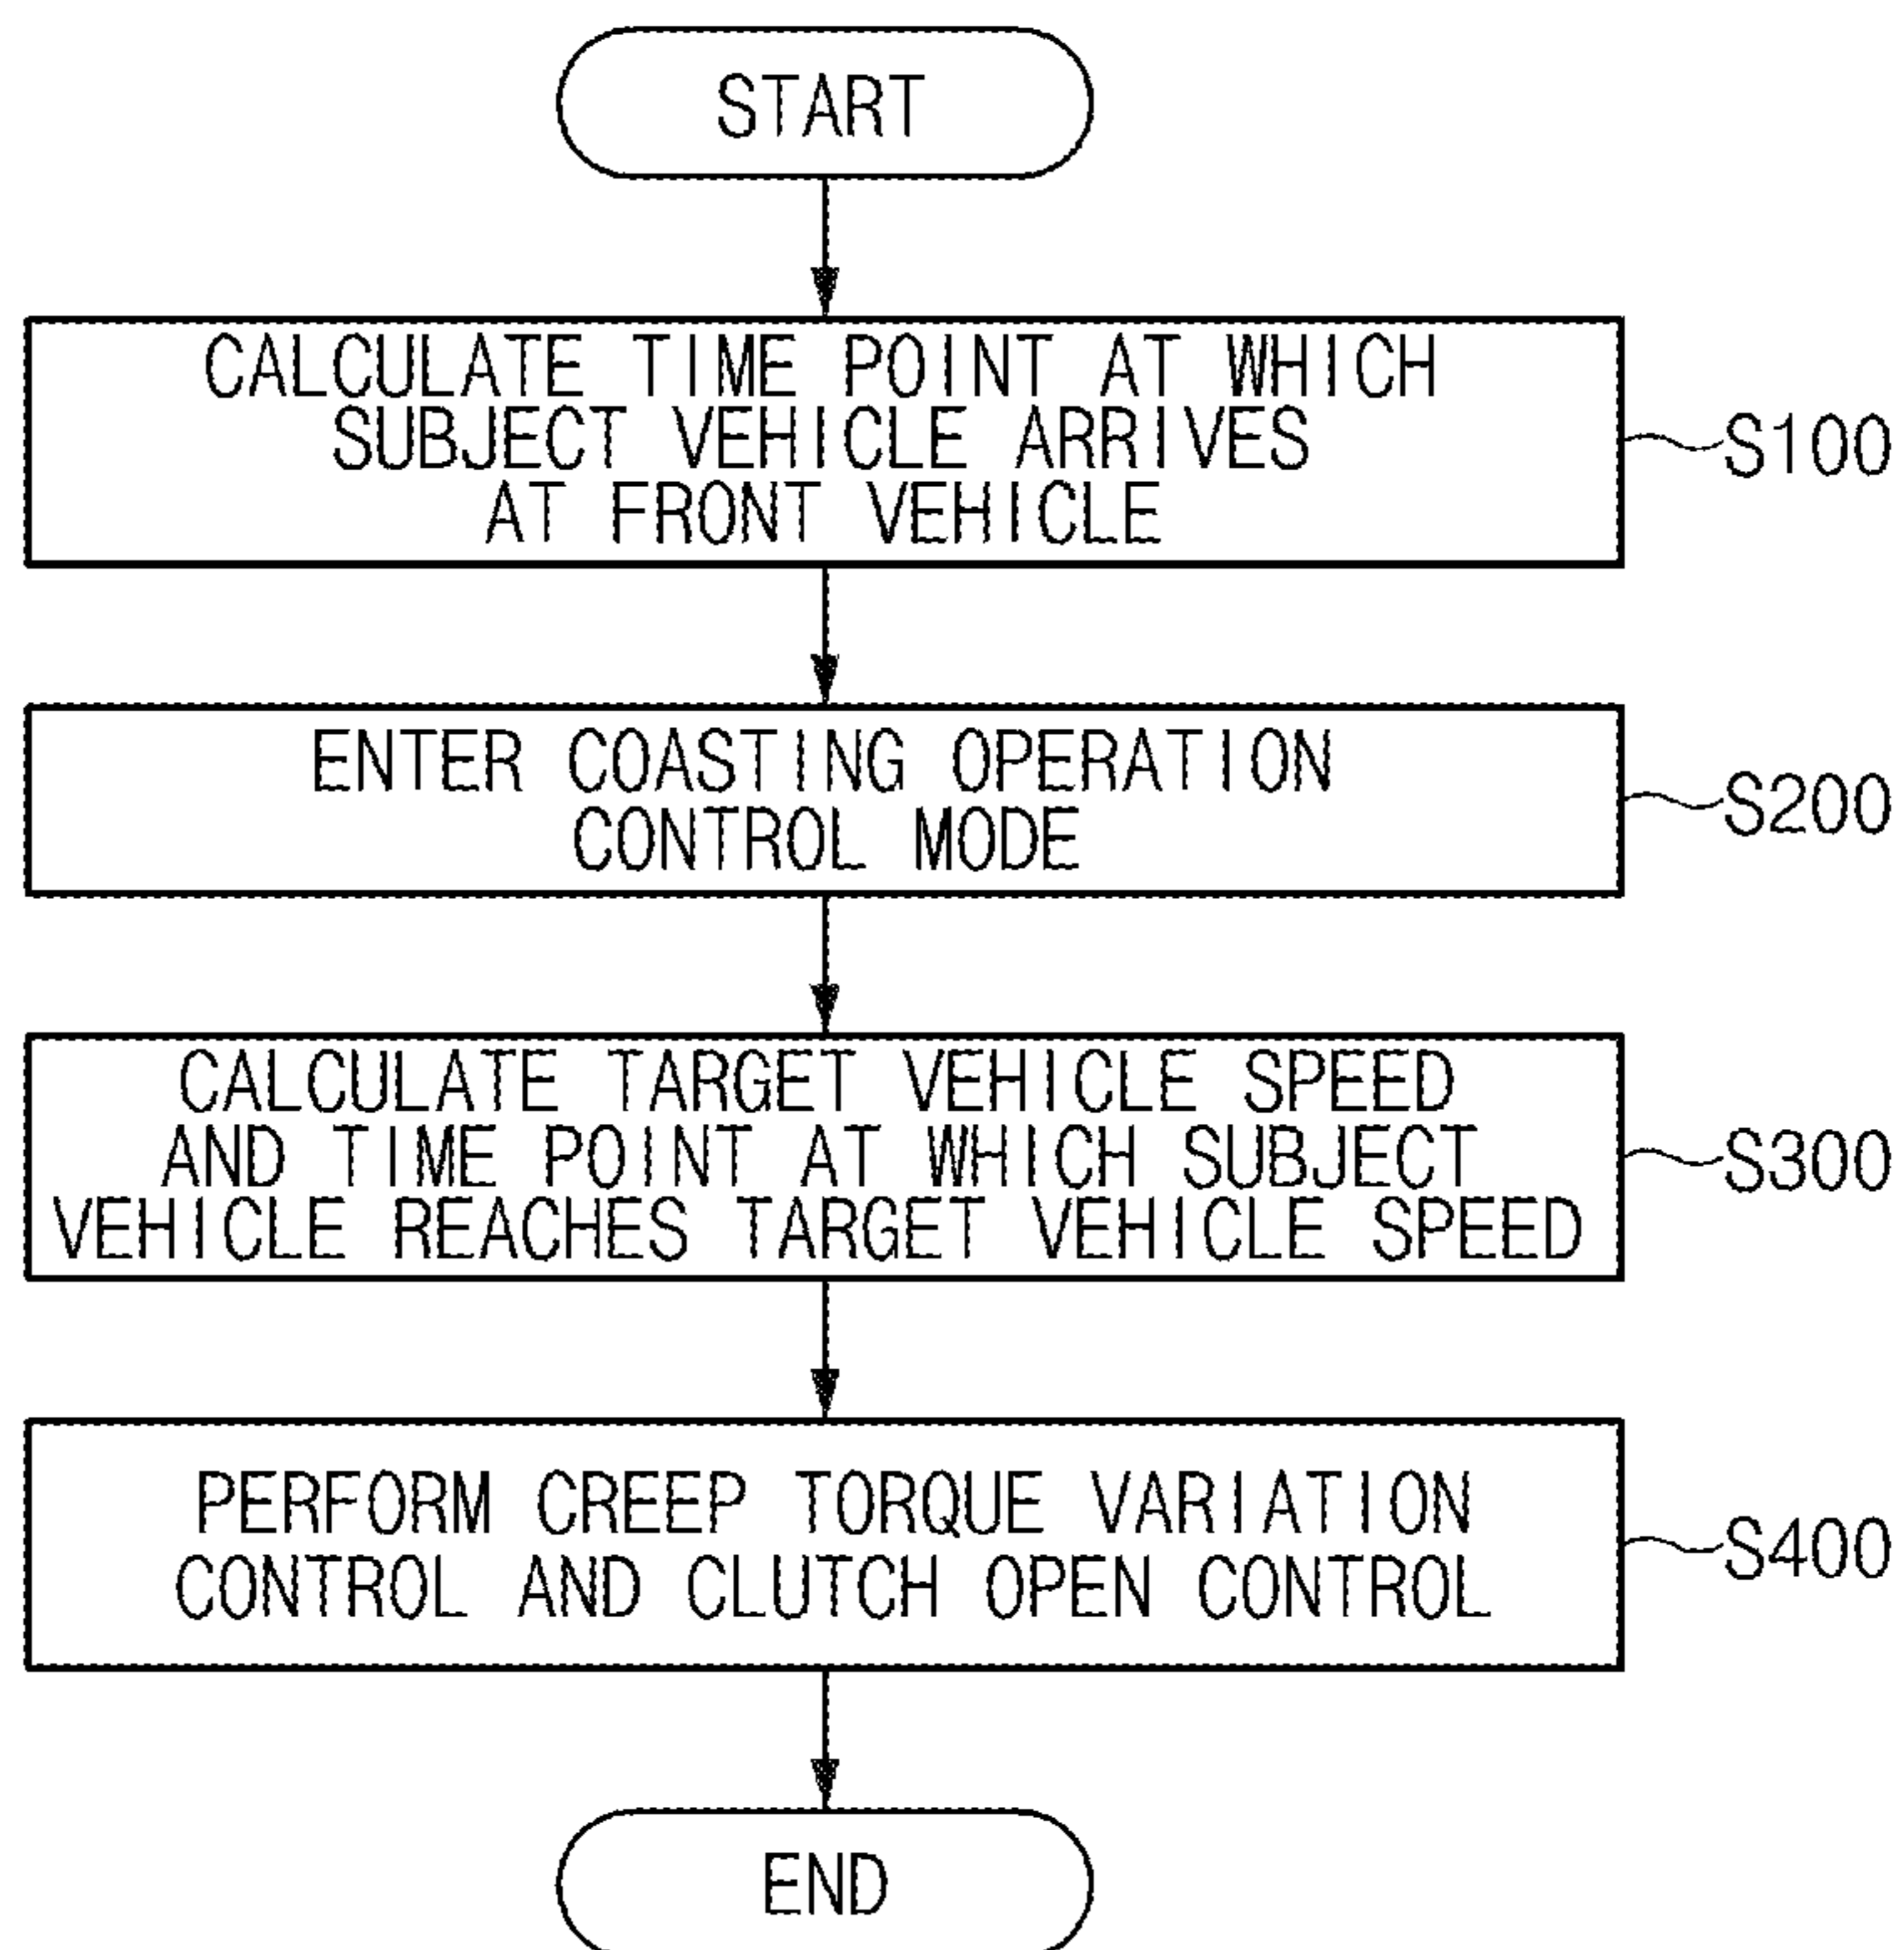 START
CALCULATE TIME POINT AT WHICH
SUBJECT VEHICLE ARRIVES
AT FRONT VEHICLE
S100
ENTER COASTING OPERATION
CONTROL MODE
S200
CALCULATE TARGET VEHICLE SPEED
AND TIME POINT AT WHICH SUBJECT
VEHICLE REACHES TARGET VEHICLE SPEED
S300
PERFORM CREEP TORQUE VARIATION
CONTROL AND CLUTCH OPEN CONTROL
S400
END